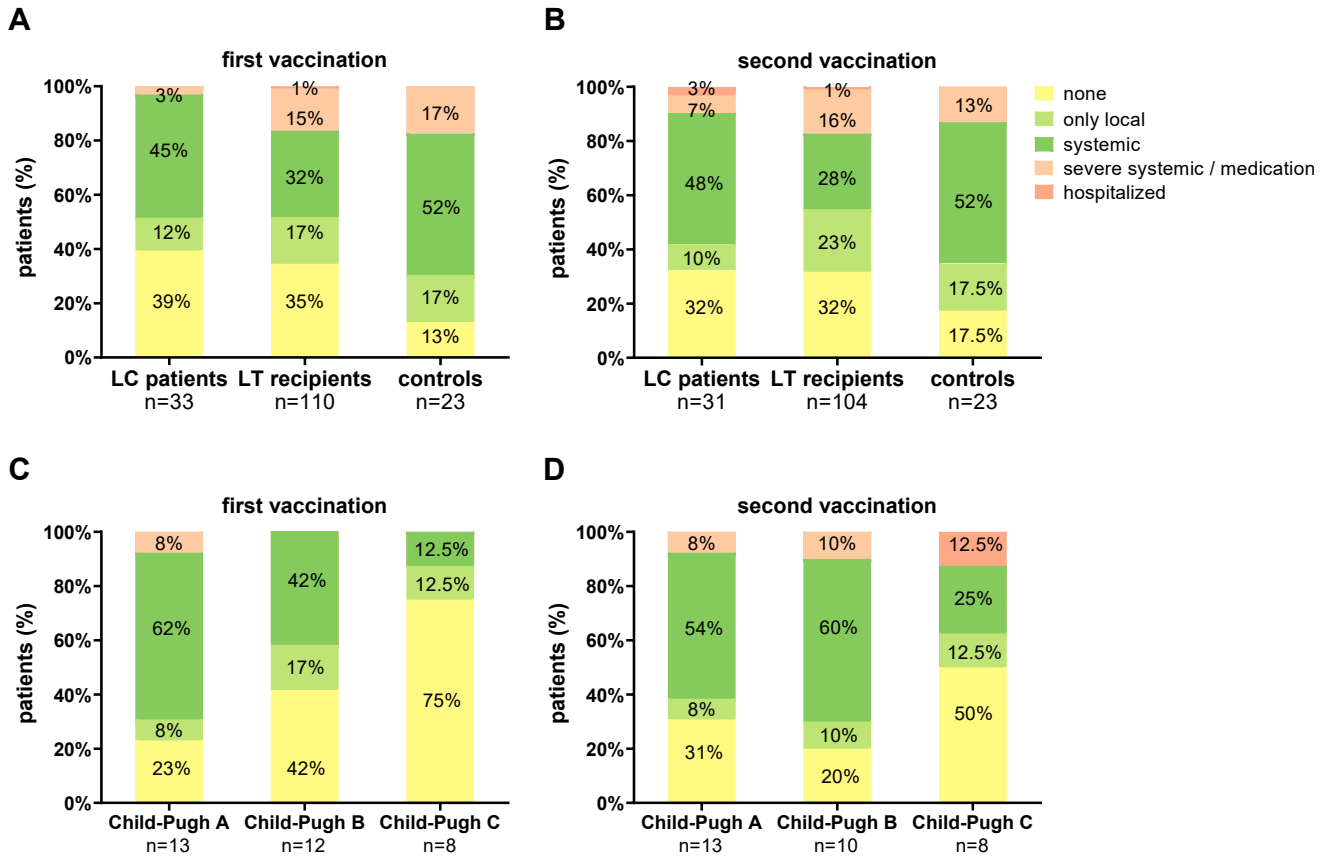 A
first vaccination
patients (%)
100%
80%
60%
40%
20%
0%
3%
45%
12%
39%
1%
15%
32%
17%
35%
17%
52%
17%
13%
LC patients
n=33
LT recipients
n=110
controls
n=23
B
second vaccination
patients (%)
100%
80%
60%
40%
20%
0%
3%
7%
48%
10%
32%
1%
16%
28%
23%
32%
13%
52%
17.5%
17.5%
LC patients
n=31
LT recipients
n=104
controls
n=23
none
only local
systemic
severe systemic / medication
hospitalized
C
first vaccination
patients (%)
100%
80%
60%
40%
20%
0%
8%
62%
8%
23%
42%
17%
42%
12.5%
12.5%
75%
Child-Pugh A
n=13
Child-Pugh B
n=12
Child-Pugh C
n=8
D
second vaccination
patients (%)
100%
80%
60%
40%
20%
0%
8%
54%
8%
31%
10%
60%
10%
20%
12.5%
25%
12.5%
50%
Child-Pugh A
n=13
Child-Pugh B
n=10
Child-Pugh C
n=8